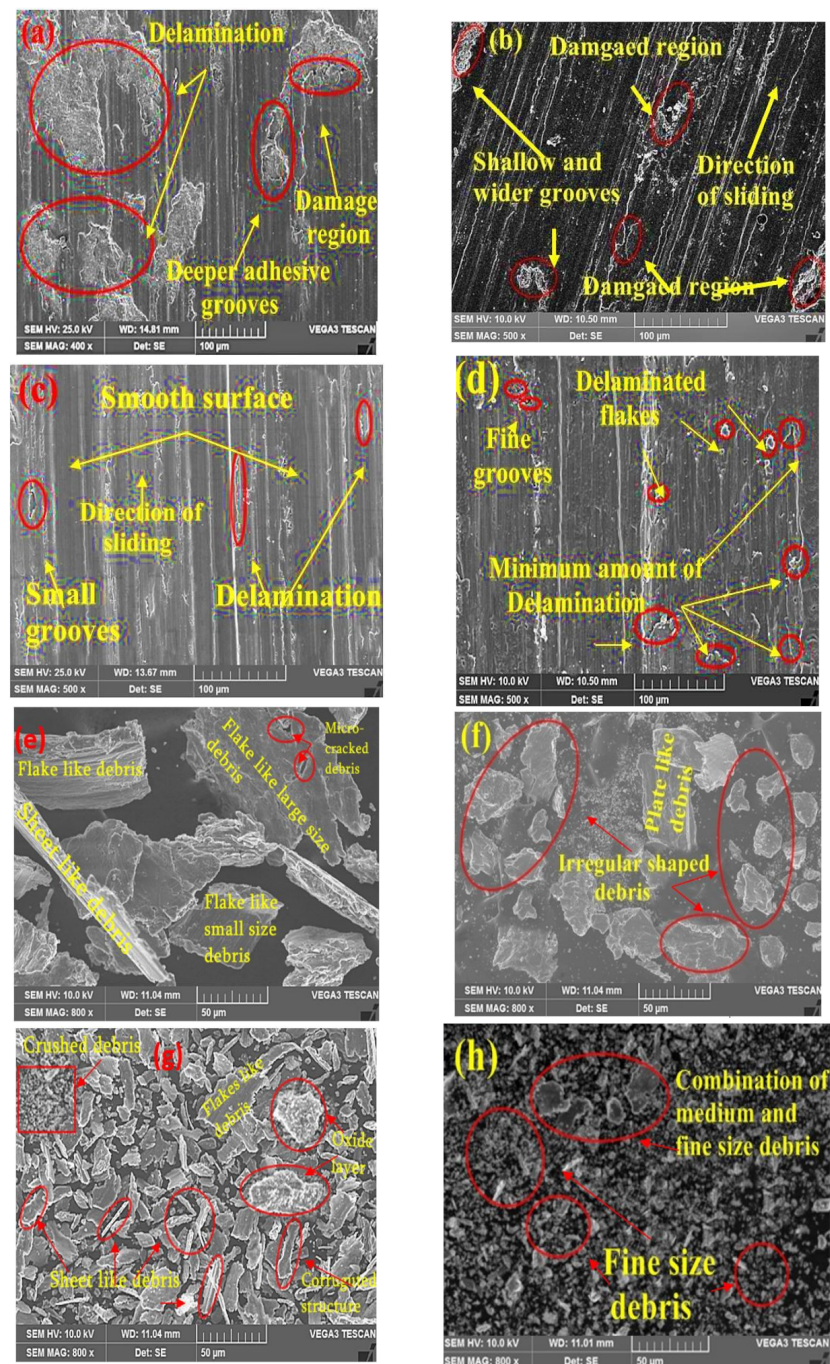 (a)
Delamination
Damage
region
Deeper adhesive
grooves
SEM HV: 25.0 kV WD: 14.81 mm VEGA3 TESCAN
SEM MAG: 400 x Det: SE 100 µm
(b)
Damgaed region
Shallow and
wider grooves
Direction
of sliding
Damgaed region
SEM HV: 10.0 kV WD: 10.50 mm VEGA3 TESCAN
SEM MAG: 500 x Det: SE 100 µm
(c)
Smooth surface
Direction of
sliding
Small
grooves
Delamination
SEM HV: 25.0 kV WD: 13.67 mm VEGA3 TESCAN
SEM MAG: 500 x Det: SE 100 µm
(d)
Delaminated
flakes
Fine
grooves
Minimum amount of
Delamination
SEM HV: 10.0 kV WD: 10.50 mm VEGA3 TESCAN
SEM MAG: 500 x Det: SE 100 µm
(e)
Flake like debris
Flake like large size
debris
Micro-
cracked
debris
Sheet like debris
Flake like
small size
debris
SEM HV: 10.0 kV WD: 11.04 mm VEGA3 TESCAN
SEM MAG: 800 x Det: SE 50 µm
(f)
Plate like
debris
Irregular shaped
debris
SEM HV: 10.0 kV WD: 11.04 mm VEGA3 TESCAN
SEM MAG: 800 x Det: SE 50 µm
(g)
Crushed debris
Flakes like
debris
Oxide
layer
Sheet like debris
Corrugured
structure
SEM HV: 10.0 kV WD: 11.04 mm VEGA3 TESCAN
SEM MAG: 800 x Det: SE 50 µm
(h)
Combination of
medium and
fine size debris
Fine size
debris
SEM HV: 10.0 kV WD: 11.01 mm VEGA3 TESCAN
SEM MAG: 800 x Det: SE 50 µm